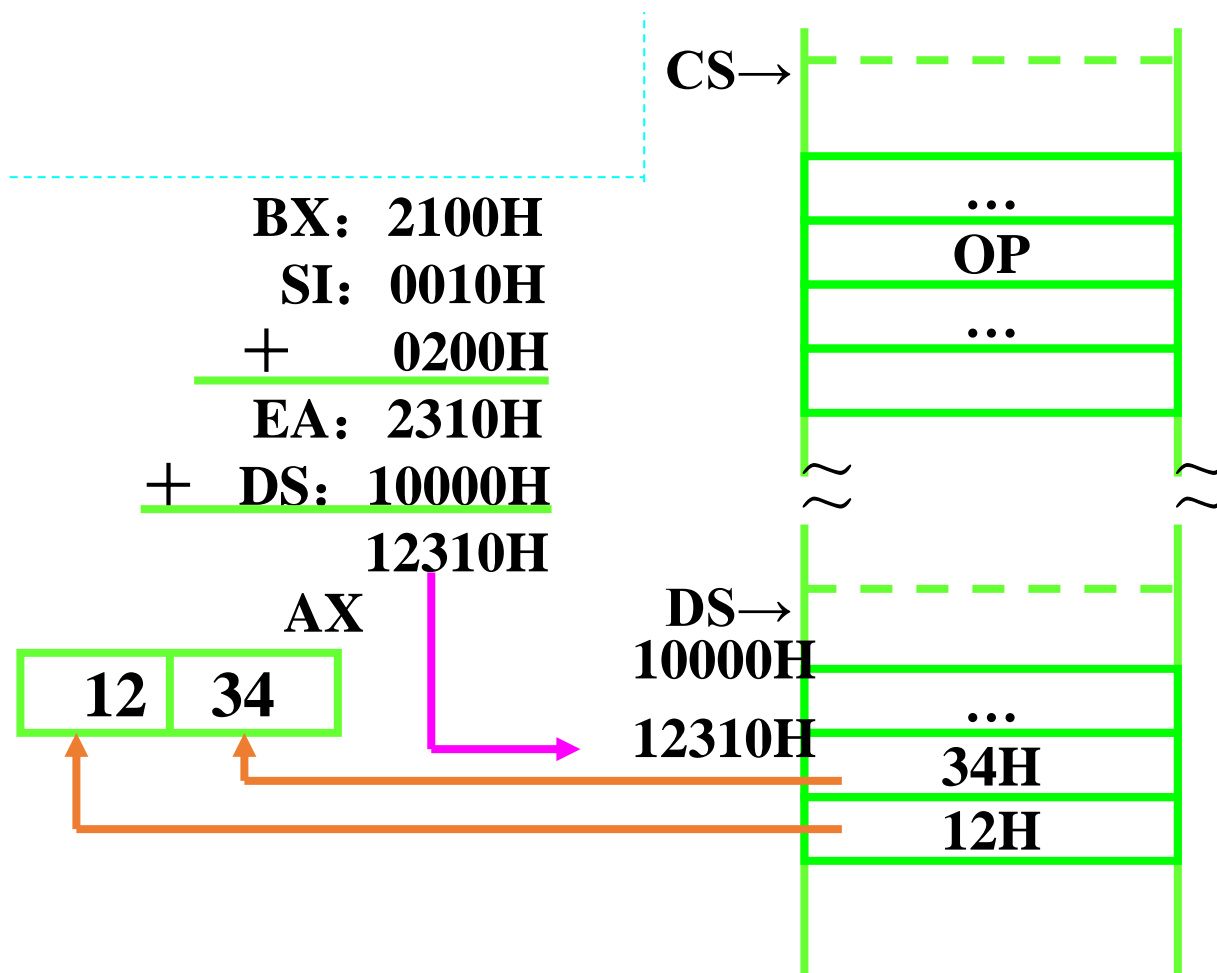 CS→
BX：2100H
SI：0010H
＋ 0200H
EA：2310H
＋ DS：10000H
12310H
AX
12 34
…
OP
…
≈ ≈
DS→
10000H
12310H
…
34H
12H